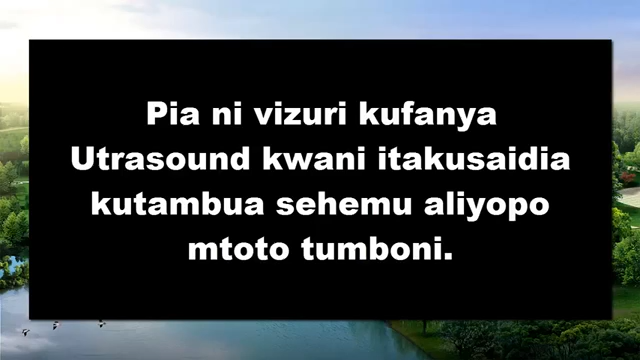 Pia ni vizuri kufanya
Utrasound kwani itakusaidia
kutambua sehemu aliyopo
mtoto tumboni.